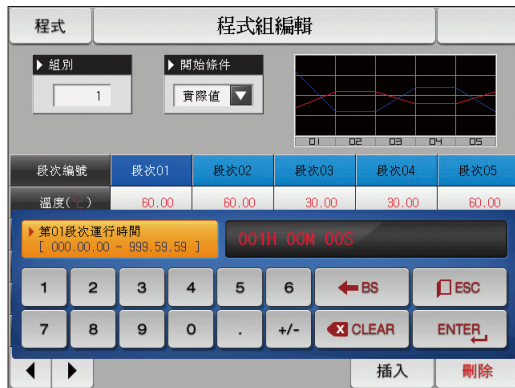 程式
程式組編輯
組別
1
開始條件
實際值
01 02 03 04 05
段次編號 段次01 段次02 段次03 段次04 段次05
溫度(℃) 60.00 60.00 30.00 30.00 60.00
第01段次運行時間
[ 000.00.00 ~ 999.59.59 ]
001H 00M 00S
1 2 3 4 5 6 BS ESC
7 8 9 0 . +/- CLEAR ENTER
插入 刪除